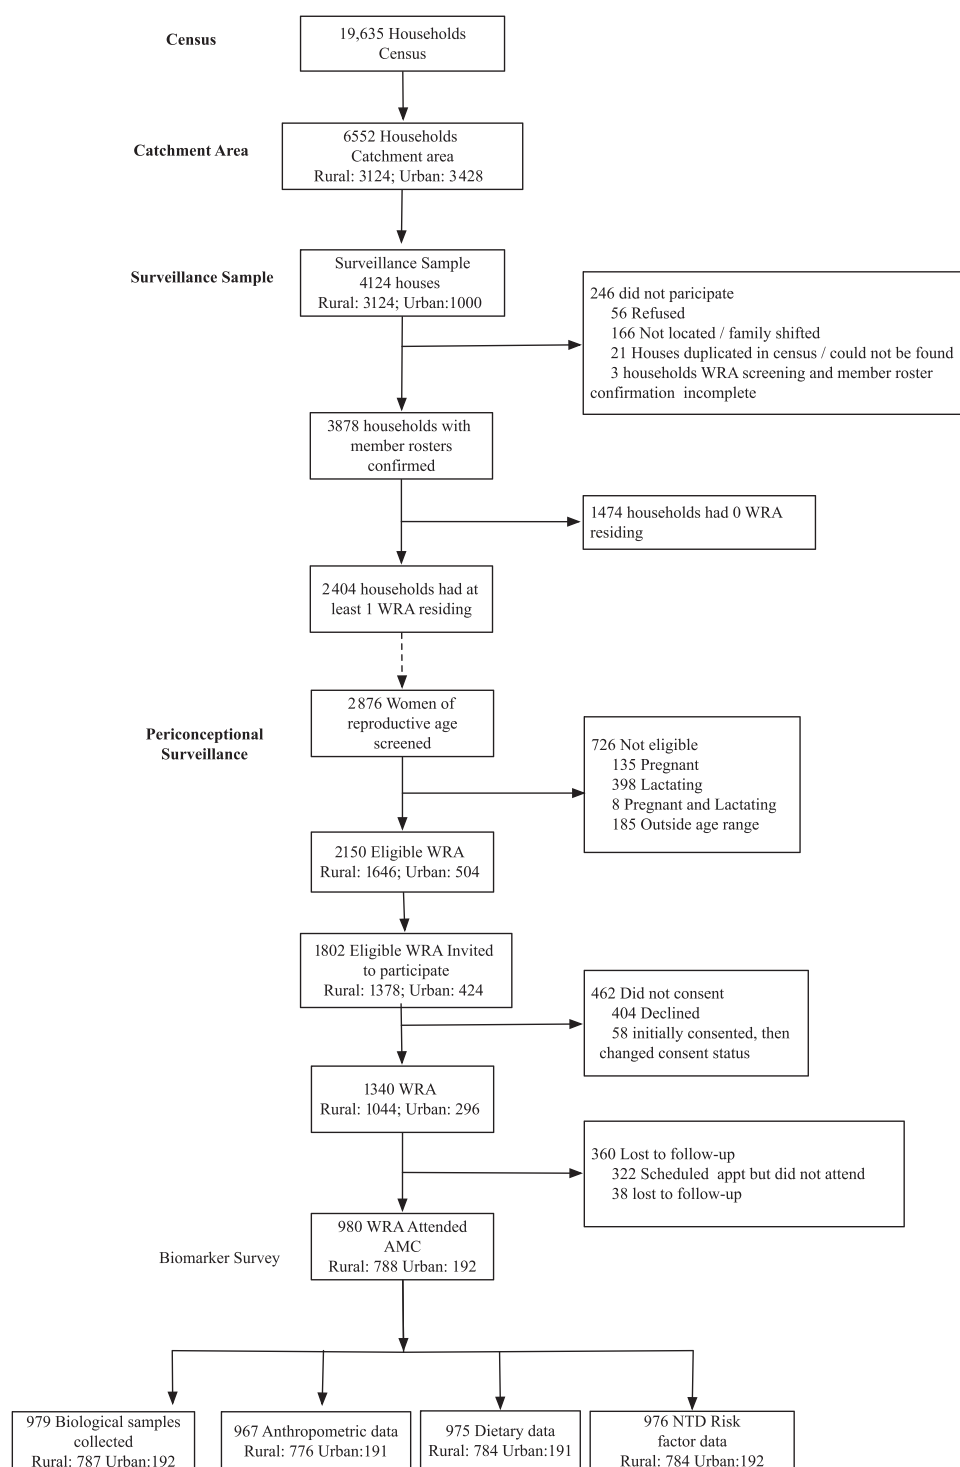 Census
19,635 Households
Census
Catchment Area
6552 Households
Catchment area
Rural: 3124; Urban: 3428
Surveillance Sample
Surveillance Sample
4124 houses
Rural: 3124; Urban:1000
246 did not paricipate
56 Refused
166 Not located / family shifted
21 Houses duplicated in census / could not be found
3 households WRA screening and member roster
confirmation incomplete
3878 households with
member rosters
confirmed
1474 households had 0 WRA
residing
2404 households had at
least 1 WRA residing
Periconceptional
Surveillance
2876 Women of
reproductive age
screened
726 Not eligible
135 Pregnant
398 Lactating
8 Pregnant and Lactating
185 Outside age range
2150 Eligible WRA
Rural: 1646; Urban: 504
1802 Eligible WRA Invited
to participate
Rural: 1378; Urban: 424
462 Did not consent
404 Declined
58 initially consented, then
changed consent status
1340 WRA
Rural: 1044; Urban: 296
360 Lost to follow-up
322 Scheduled appt but did not attend
38 lost to follow-up
Biomarker Survey
980 WRA Attended
AMC
Rural: 788 Urban: 192
979 Biological samples
collected
Rural: 787 Urban:192
967 Anthropometric data
Rural: 776 Urban:191
975 Dietary data
Rural: 784 Urban:191
976 NTD Risk
factor data
Rural: 784 Urban:192